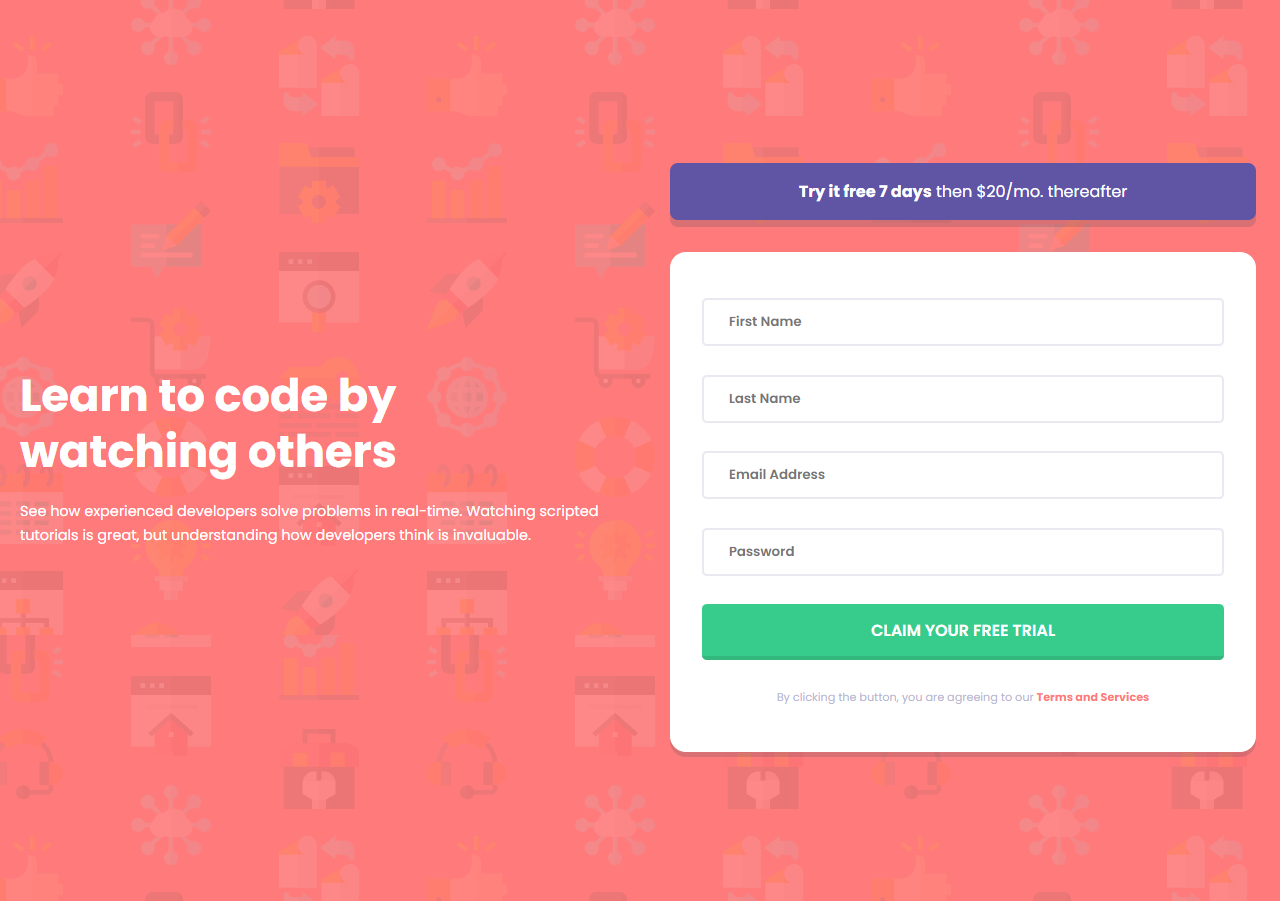 Learn to code by
watching others
See how experienced developers solve problems in real-time. Watching scripted
tutorials is great, but understanding how developers think is invaluable.
Try it free 7 days then $20/mo. thereafter
First Name
Last Name
Email Address
Password
CLAIM YOUR FREE TRIAL
By clicking the button, you are agreeing to our Terms and Services